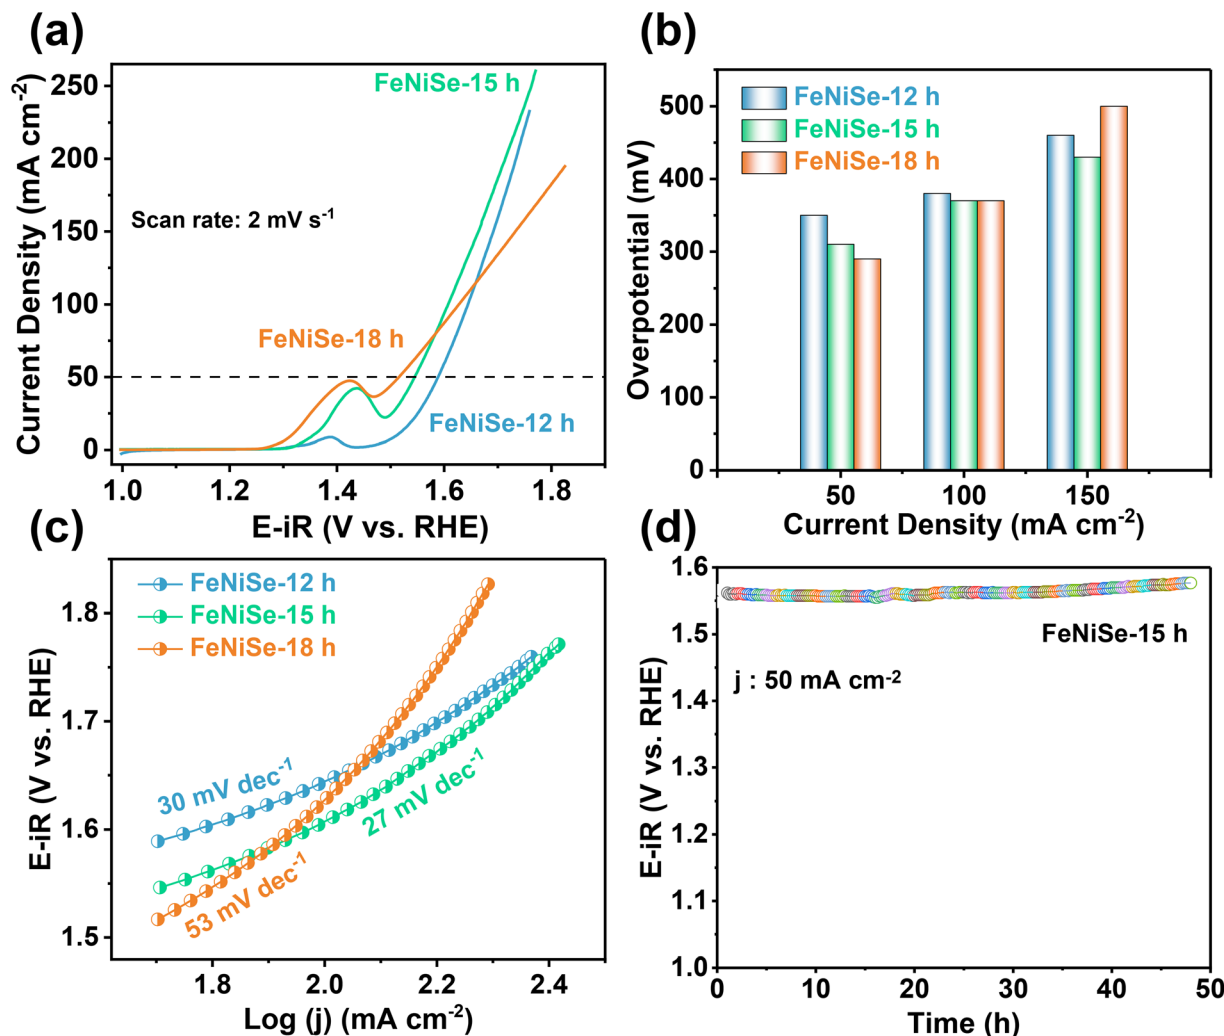 (a)
250
200
150
100
50
0
Current Density (mA cm-2)
FeNiSe-15 h
Scan rate: 2 mV s-1
FeNiSe-18 h
FeNiSe-12 h
1.0 1.2 1.4 1.6 1.8
E-iR (V vs. RHE)
(b)
500
400
300
200
100
0
Overpotential (mV)
FeNiSe-12 h
FeNiSe-15 h
FeNiSe-18 h
50 100 150
Current Density (mA cm-2)
(c)
1.8
1.7
1.6
1.5
E-iR (V vs. RHE)
FeNiSe-12 h
FeNiSe-15 h
FeNiSe-18 h
30 mV dec-1
27 mV dec-1
53 mV dec-1
1.8 2.0 2.2 2.4
Log (j) (mA cm-2)
(d)
1.6
1.5
1.4
1.3
1.2
1.1
1.0
E-iR (V vs. RHE)
FeNiSe-15 h
j : 50 mA cm-2
0 10 20 30 40 50
Time (h)